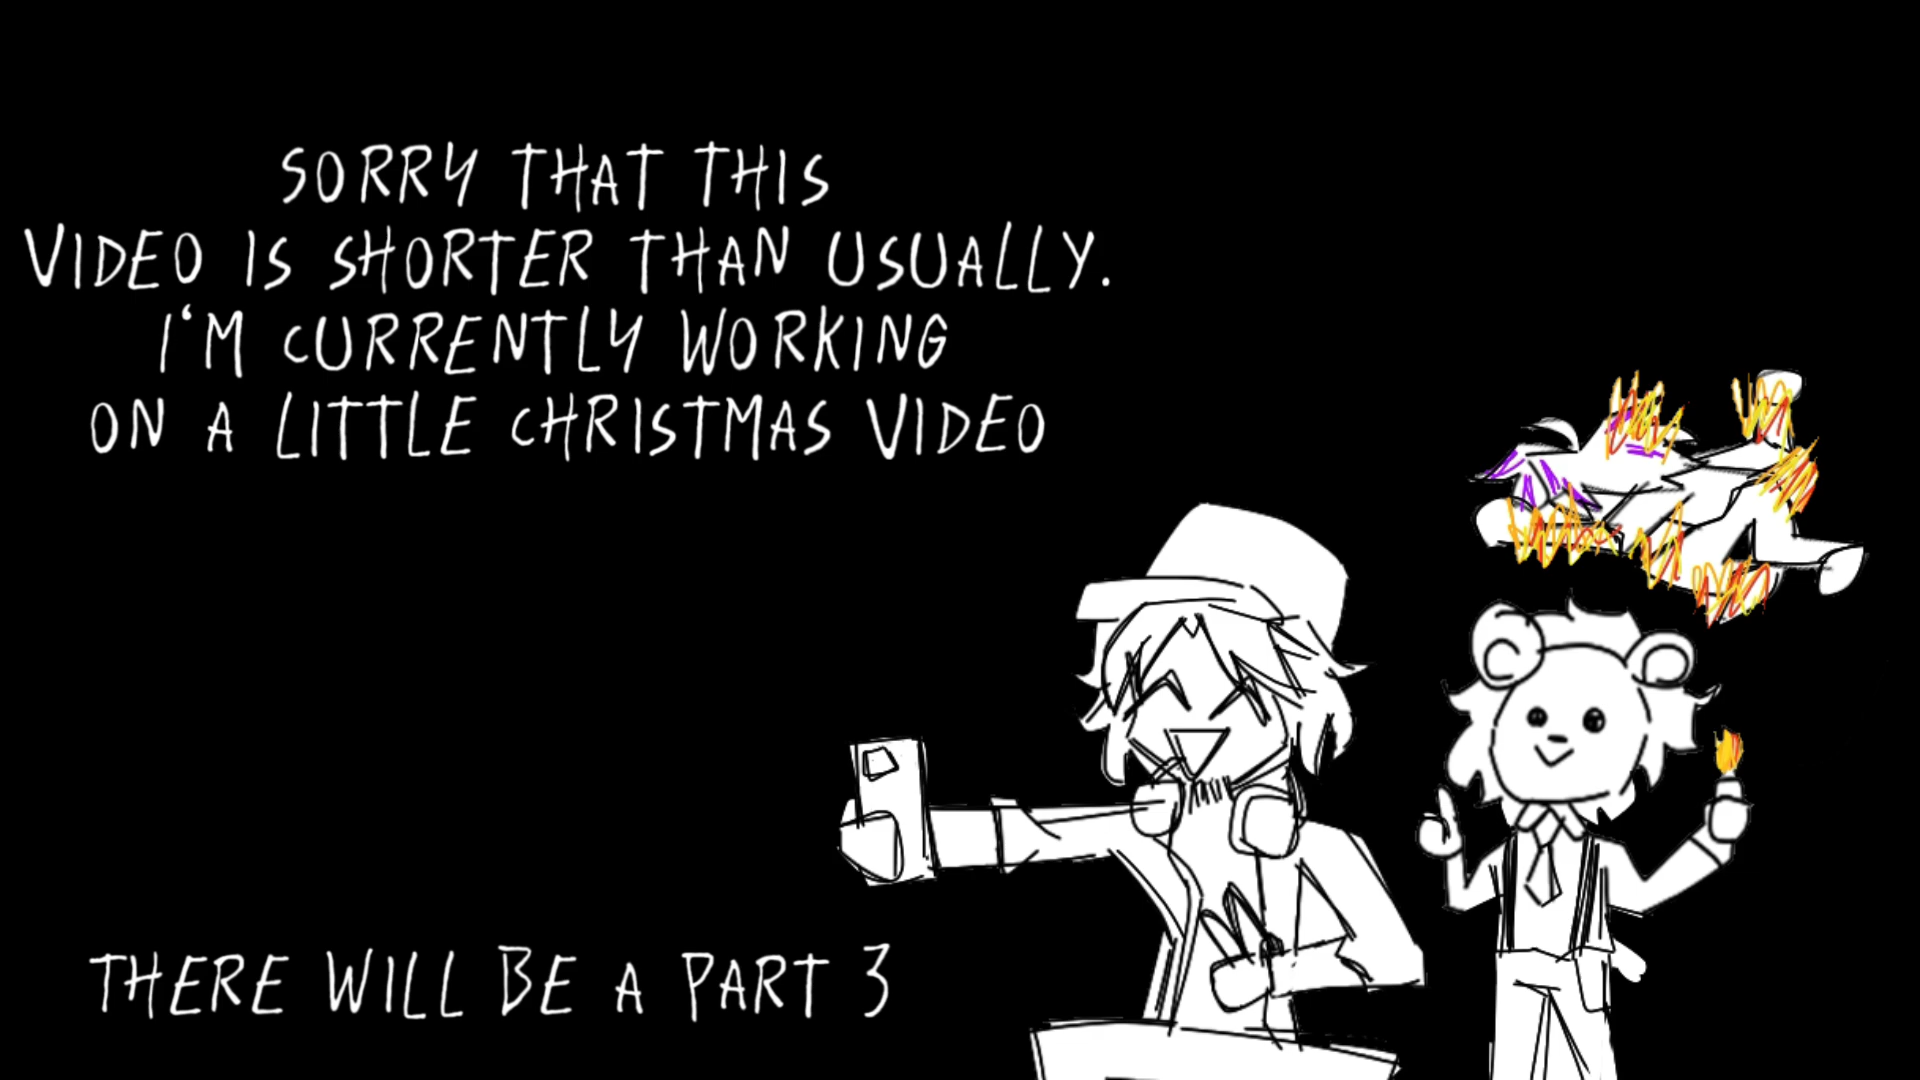 SORRY THAT THIS
VIDEO IS SHORTER THAN USUALLY.
I'M CURRENTLY WORKING
ON A LITTLE CHRISTMAS VIDEO
THERE WILL BE A PART 3